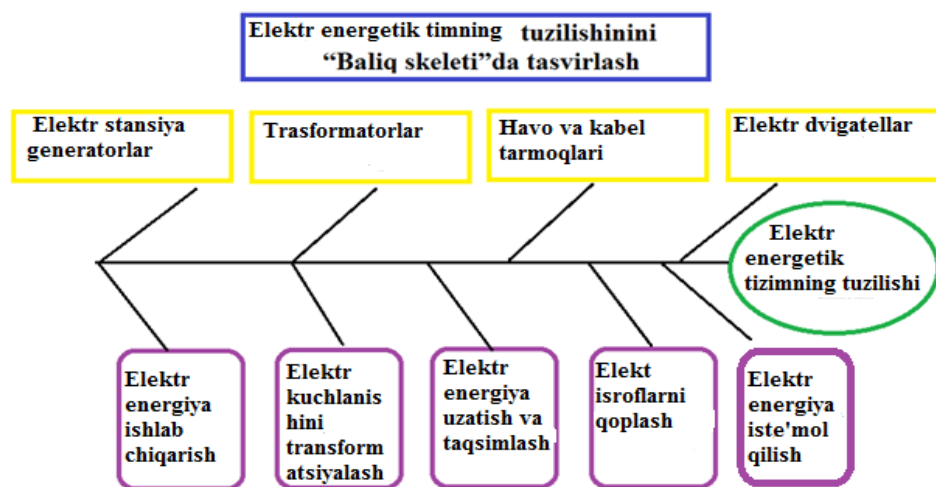 Elektr energetik timning tuzilishinini
“Baliq skeleti”da tasvirlash
Elektr stansiya
generatorlar
Trasformatorlar
Havo va kabel
tarmoqlari
Elektr dvigatellar
Elektr
energetik
tizimning tuzilishi
Elektr
energiya
ishlab
chiqarish
Elektr
kuchlanis
hini
transform
atsiyalash
Elektr
energiya
uzatish va
taqsimlash
Elekt
isroflarni
qoplash
Elektr
energiya
iste'mol
qilish